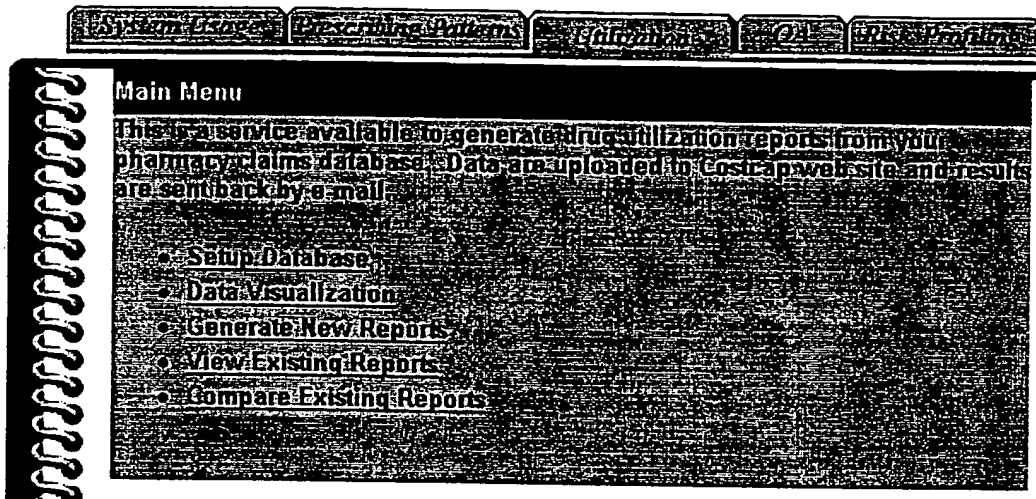 System Usage Prescribing Patterns Utilization QA Risk Profiling
Main Menu
This is a service available to generate drug utilization reports from your
pharmacy claims database. Data are uploaded to Costcap web site and results
are sent back by e-mail
Setup Database
Data Visualization
Generate New Reports
View Existing Reports
Compare Existing Reports